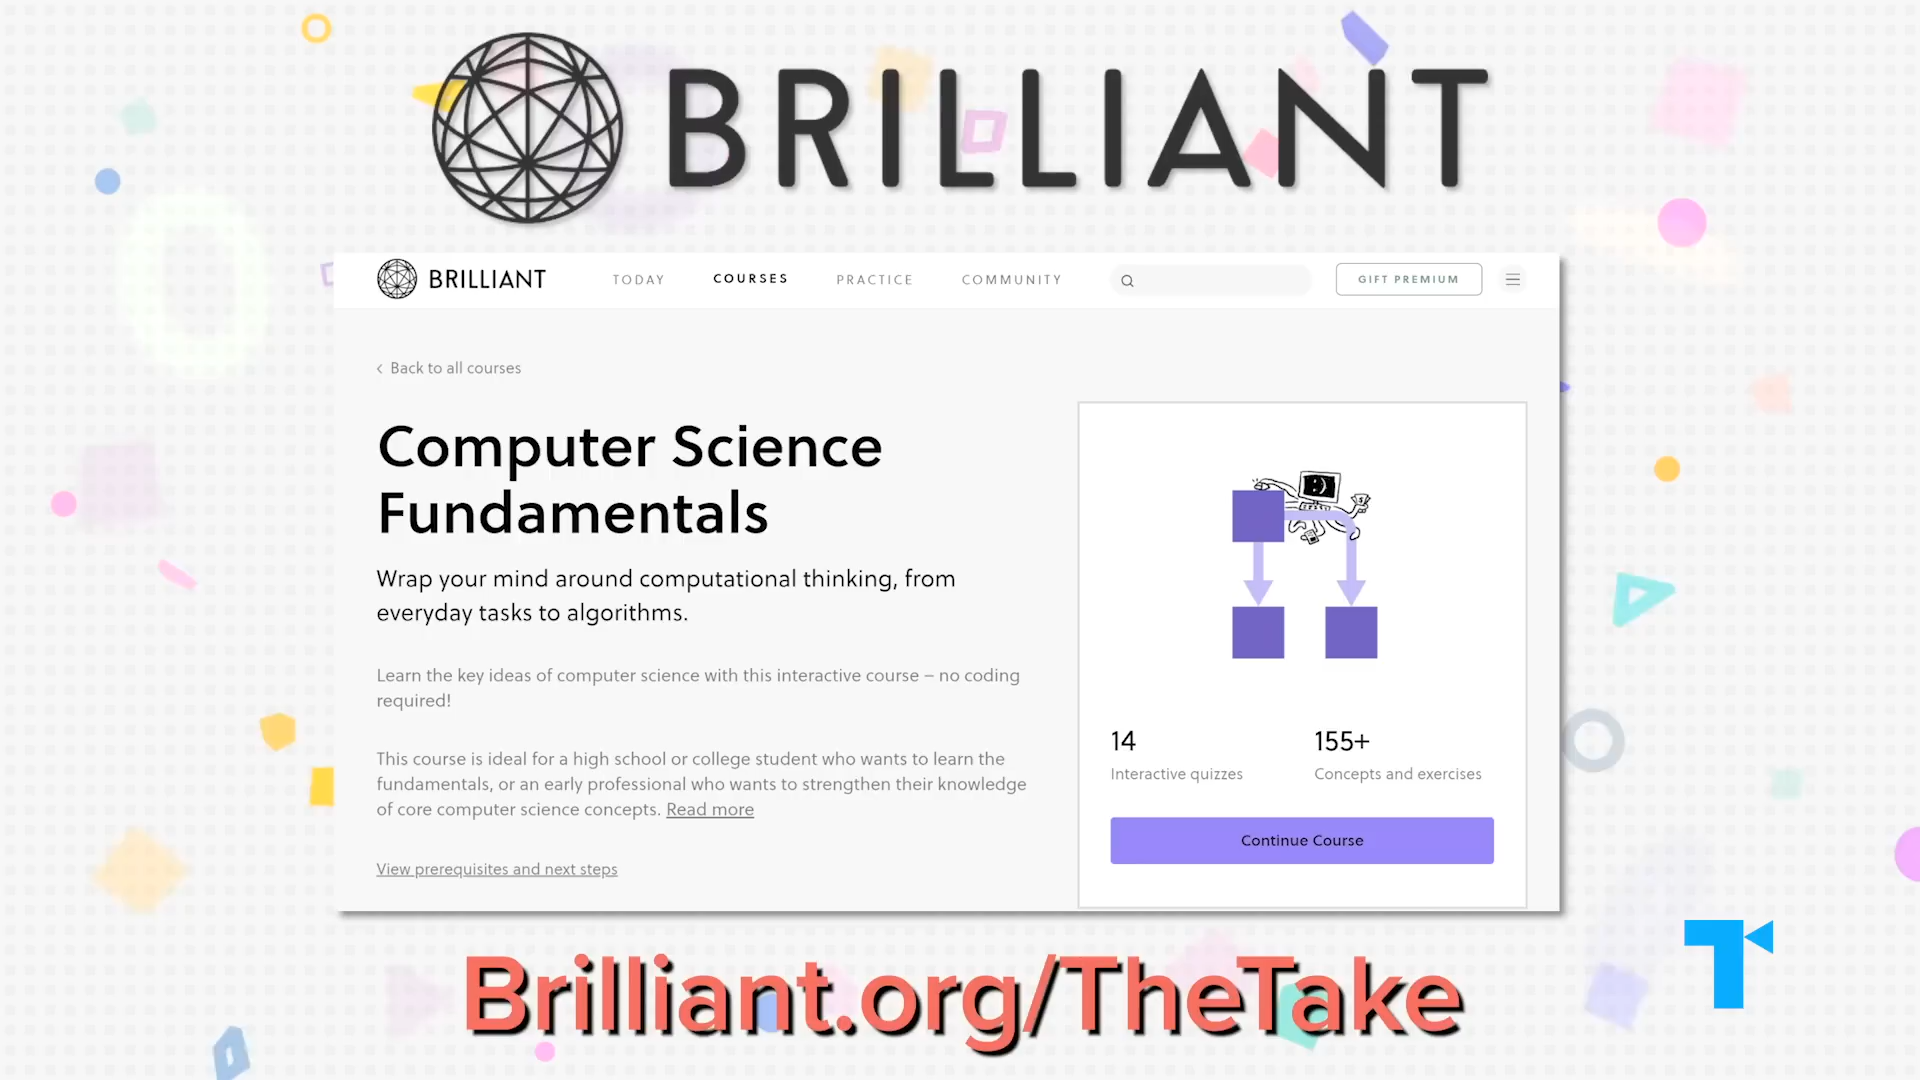 BRILLIANT
BRILLIANT
TODAY
COURSES
PRACTICE
COMMUNITY
GIFT PREMIUM
Back to all courses
Computer Science
Fundamentals
Wrap your mind around computational thinking, from
everyday tasks to algorithms.
Learn the key ideas of computer science with this interactive course – no coding
required!
This course is ideal for a high school or college student who wants to learn the
fundamentals, or an early professional who wants to strengthen their knowledge
of core computer science concepts. Read more
View prerequisites and next steps
14
Interactive quizzes
155+
Concepts and exercises
Continue Course
Brilliant.org/TheTake
T